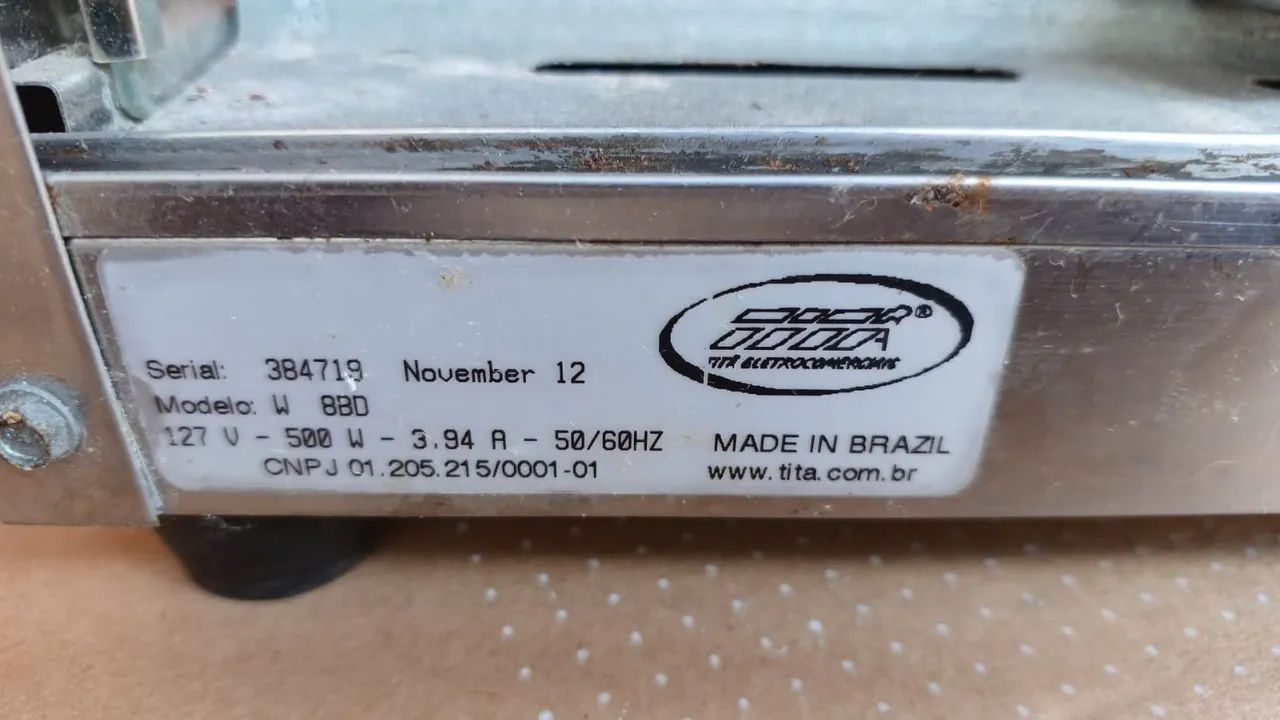 TITÃ ELETROCOMERCIAIS ®
Serial: 384719 November 12
Modelo: W 8BD
127 V - 500 W - 3.94 A - 50/60HZ MADE IN BRAZIL
CNPJ 01.205.215/0001-01 www.tita.com.br